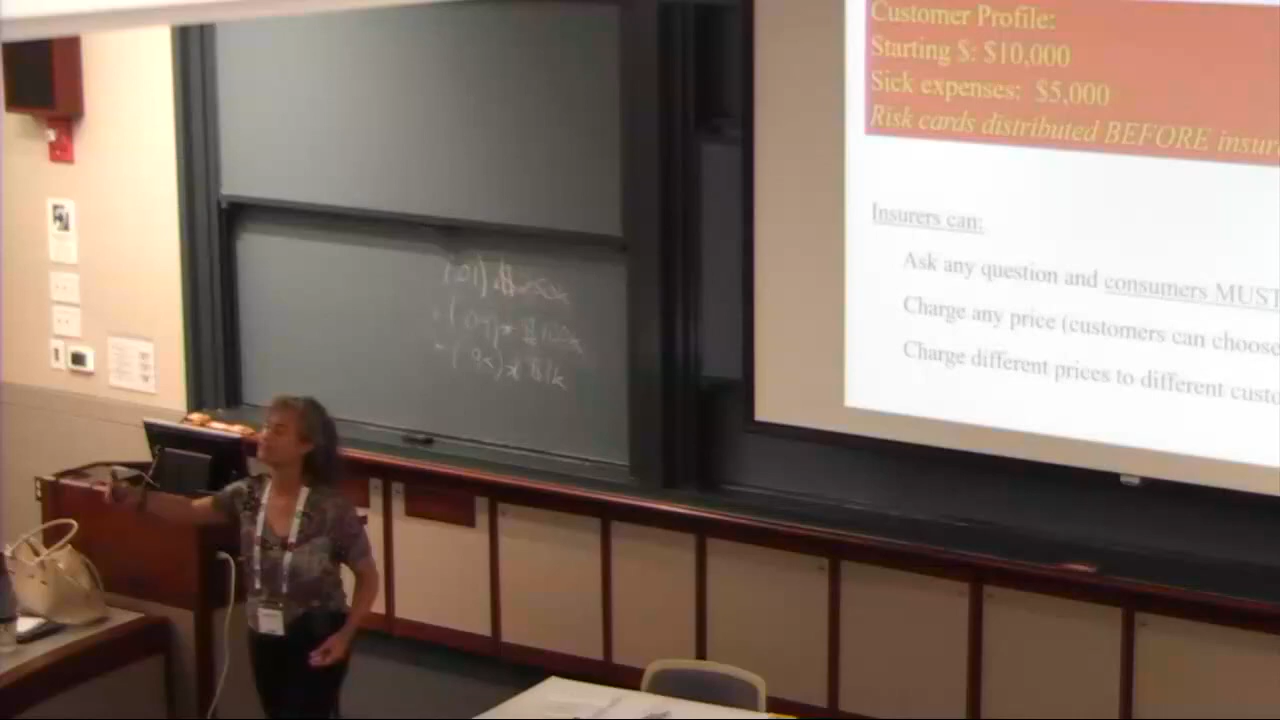 Customer Profile:
Starting $: $10,000
Sick expenses: $5,000
Risk cards distributed BEFORE insur
Insurers can:
Ask any question and consumers MUST
Charge any price (customers can choose
Charge different prices to different custo